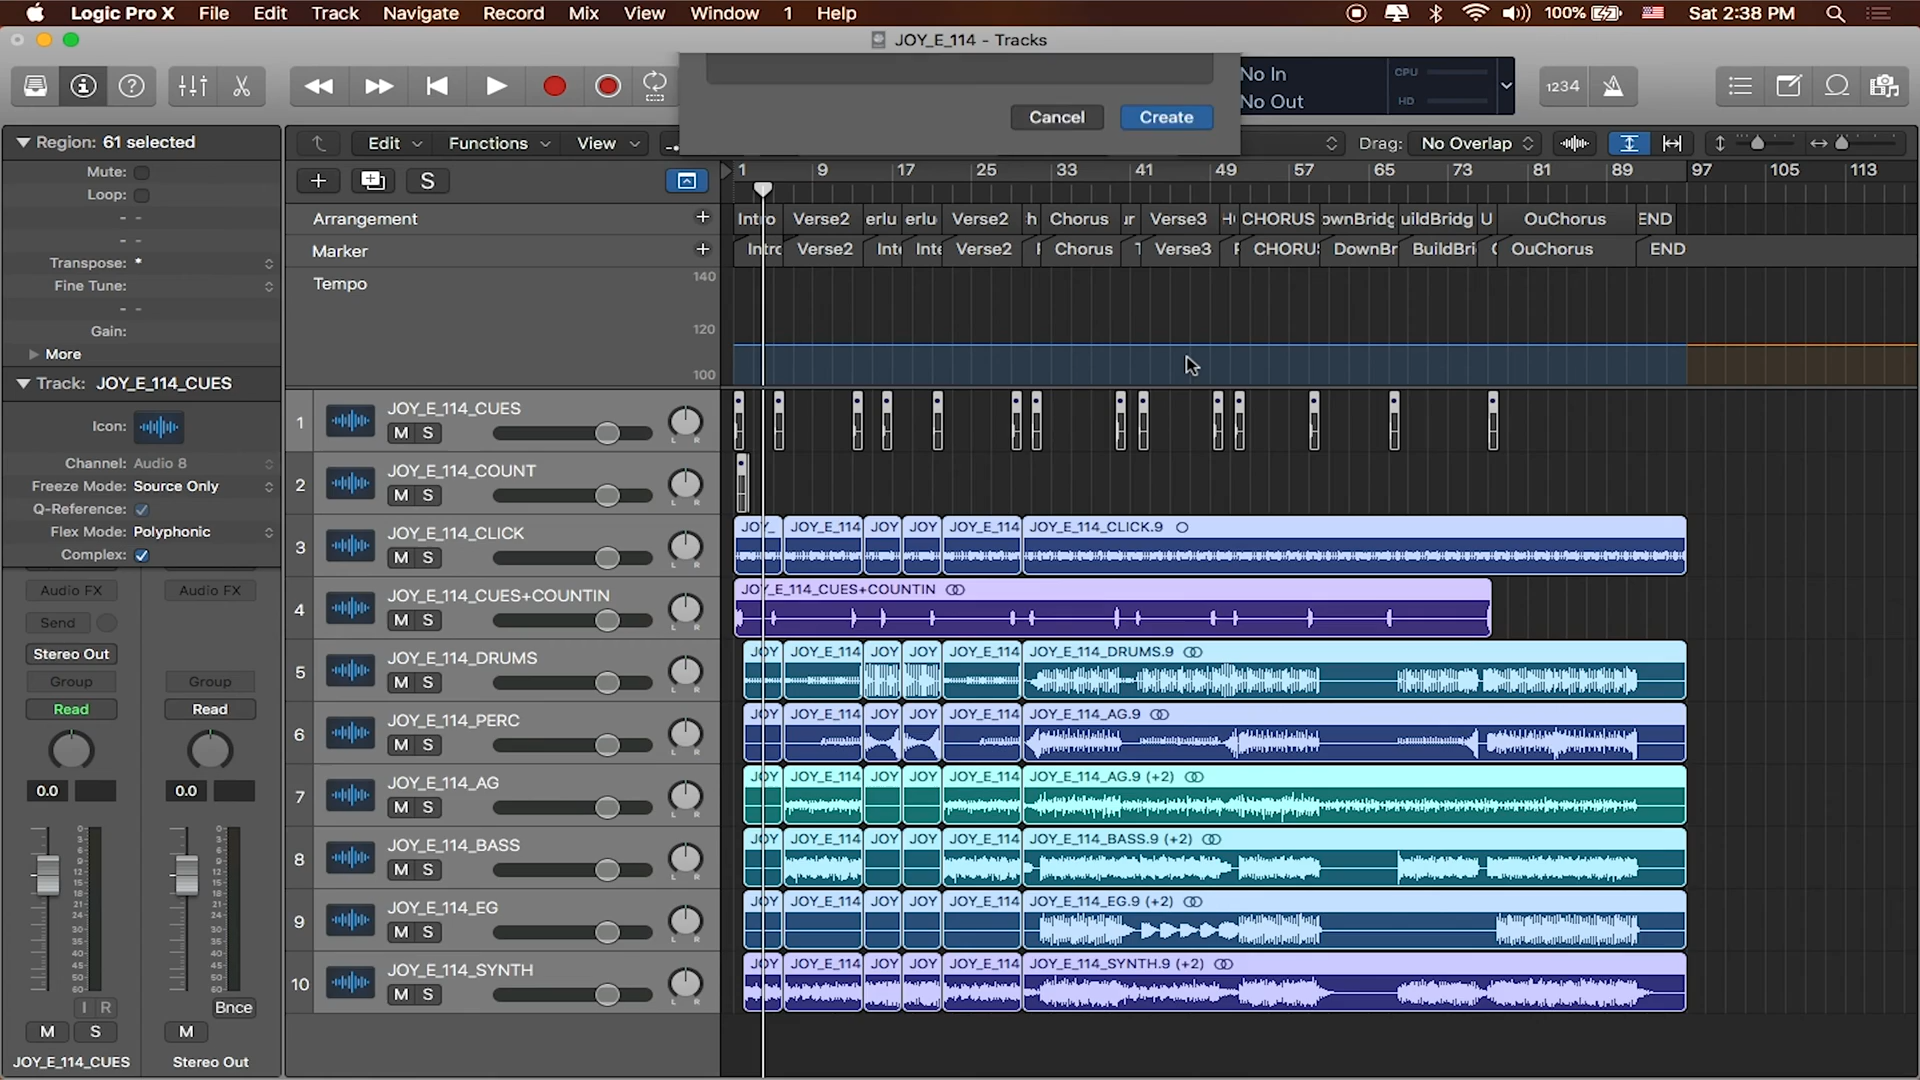 Logic Pro X File Edit Track Navigate Record Mix View Window 1 Help 100% Sat 2:38 PM
JOY_E_114 - Tracks
No In
No Out
CPU
HD
1234
Cancel Create
Region: 61 selected
Mute:
Loop:
Transpose:
Fine Tune:
Gain:
More
Track: JOY_E_114_CUES
Icon:
Channel: Audio 8
Freeze Mode: Source Only
Q-Reference:
Flex Mode: Polyphonic
Complex:
Audio FX Audio FX
Send
Stereo Out
Group Group
Read Read
0.0 0.0
I R Bnce
M S M
JOY_E_114_CUES Stereo Out
Edit Functions View Drag: No Overlap
S
1 9 17 25 33 41 49 57 65 73 81 89 97 105 113
Arrangement + Intro Verse2 erlu erlu Verse2 h Chorus ur Verse3 CHORUS ownBridg uildBridg U OuChorus END
Marker + Intro Verse2 Inte Inte Verse2 Chorus Verse3 CHORUS DownBr BuildBri OuChorus END
Tempo 140
120
100
1 JOY_E_114_CUES
M S L R
2 JOY_E_114_COUNT
M S L R
3 JOY_E_114_CLICK JOY_ JOY_E_114 JOY JOY JOY_E_114 JOY_E_114_CLICK.9
M S L R
4 JOY_E_114_CUES+COUNTIN JOY_E_114_CUES+COUNTIN
M S L R
5 JOY_E_114_DRUMS JOY JOY_E_114 JOY JOY JOY_E_114 JOY_E_114_DRUMS.9
M S L R
6 JOY_E_114_PERC JOY JOY_E_114 JOY JOY JOY_E_114 JOY_E_114_AG.9
M S L R
7 JOY_E_114_AG JOY JOY_E_114 JOY JOY JOY_E_114 JOY_E_114_AG.9 (+2)
M S L R
8 JOY_E_114_BASS JOY JOY_E_114 JOY JOY JOY_E_114 JOY_E_114_BASS.9 (+2)
M S L R
9 JOY_E_114_EG JOY JOY_E_114 JOY JOY JOY_E_114 JOY_E_114_EG.9 (+2)
M S L R
10 JOY_E_114_SYNTH JOY JOY_E_114 JOY JOY JOY_E_114 JOY_E_114_SYNTH.9 (+2)
M S L R